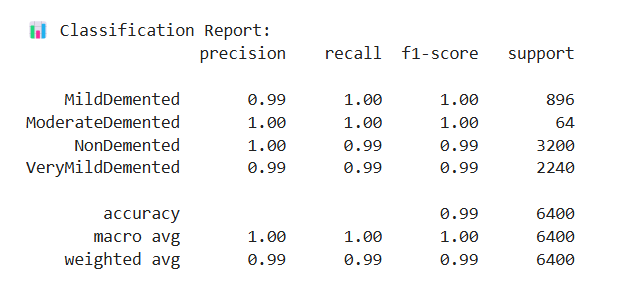 📊 Classification Report:
precision recall f1-score support
MildDemented 0.99 1.00 1.00 896
ModerateDemented 1.00 1.00 1.00 64
NonDemented 1.00 0.99 0.99 3200
VeryMildDemented 0.99 0.99 0.99 2240
accuracy 0.99 6400
macro avg 1.00 1.00 1.00 6400
weighted avg 0.99 0.99 0.99 6400